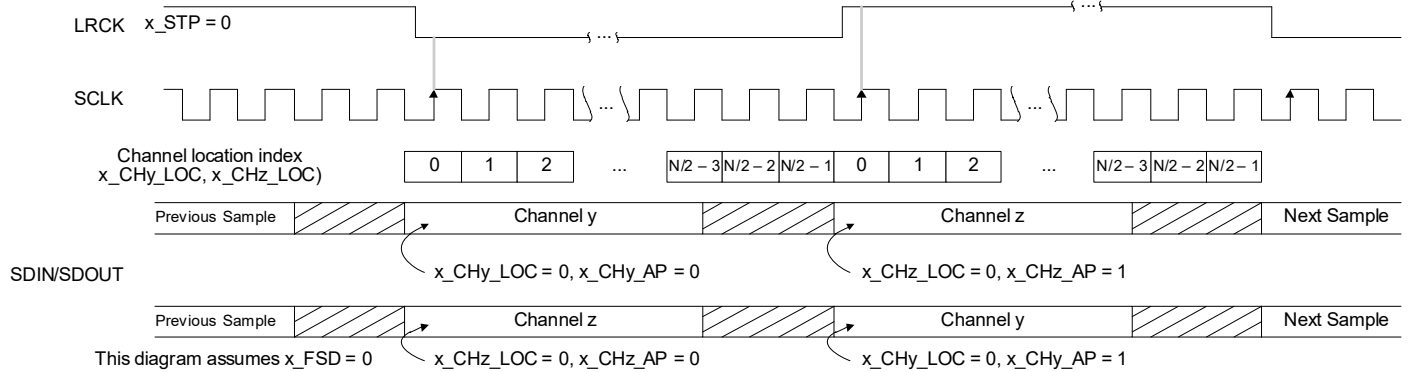 ...
LRCK x_STP = 0
...
SCLK
... ...
Channel location index
x_CHy_LOC, x_CHz_LOC)
0 1 2 ... N/2 – 3 N/2 – 2 N/2 – 1 0 1 2 ... N/2 – 3 N/2 – 2 N/2 – 1
Previous Sample Channel y Channel z Next Sample
x_CHy_LOC = 0, x_CHy_AP = 0 x_CHz_LOC = 0, x_CHz_AP = 1
SDIN/SDOUT
Previous Sample Channel z Channel y Next Sample
This diagram assumes x_FSD = 0 x_CHz_LOC = 0, x_CHz_AP = 0 x_CHy_LOC = 0, x_CHy_AP = 1